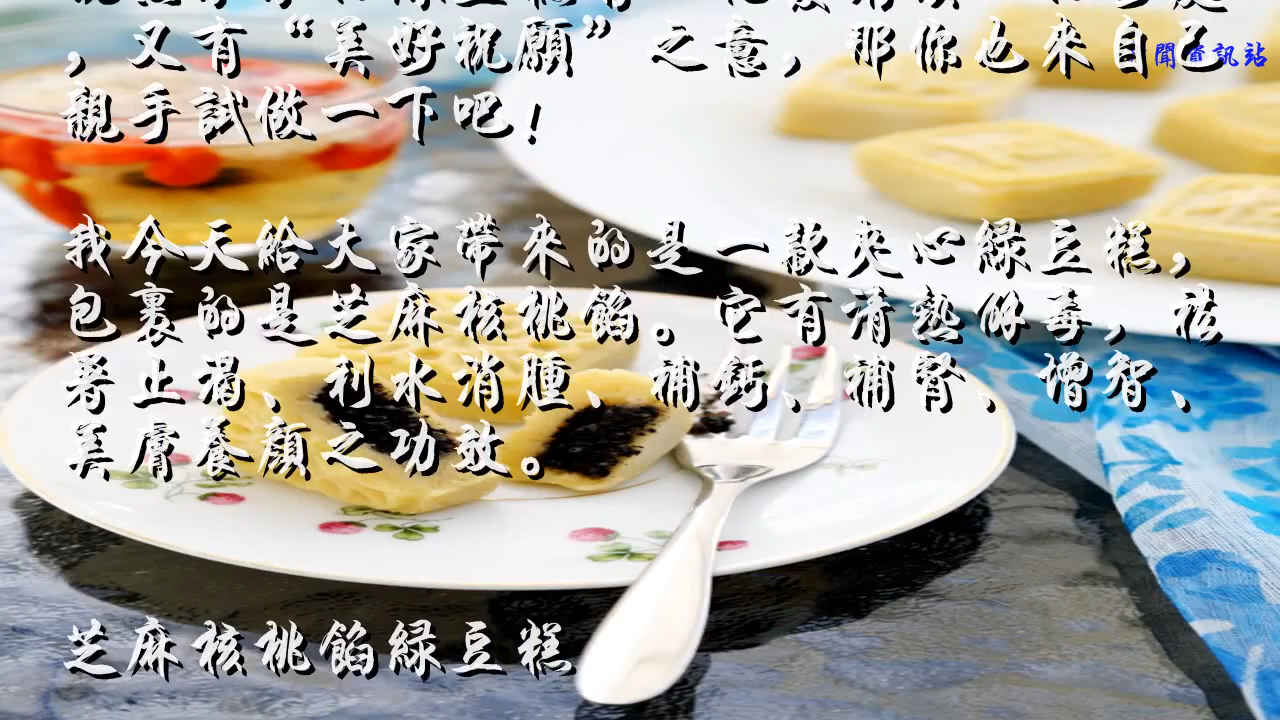 ，又有“美好祝願”之意，那你也來自己
聞 訊站
親手試做一下吧！
我今天給大家帶來的是一款夾心綠豆糕，
包裹的是芝麻核桃餡。它有清熱解毒，祛
暑止渴、利水消腫、補鈣、補腎、增智、
美膚養顏之功效。
芝麻核桃餡綠豆糕